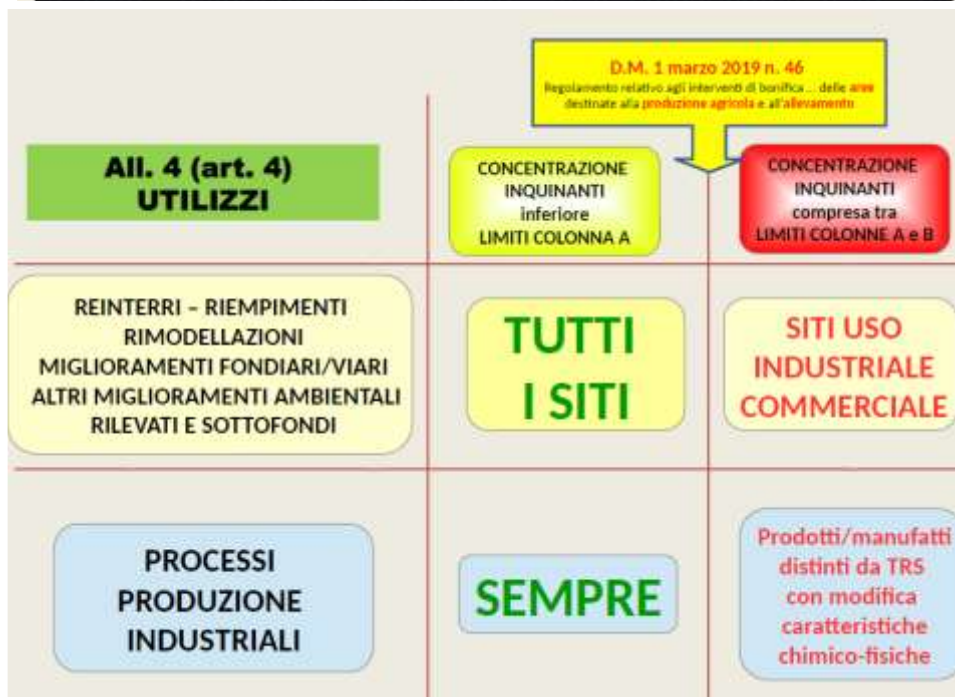 D.M. 1 marzo 2019 n. 46
Regolamento relativo agli interventi di bonifica ... delle aree
destinate alla produzione agricola e all'allevamento
All. 4 (art. 4)
UTILIZZI
CONCENTRAZIONE
INQUINANTI
inferiore
LIMITI COLONNA A
CONCENTRAZIONE
INQUINANTI
compresa tra
LIMITI COLONNE A e B
REINTERRI – RIEMPIMENTI
RIMODELLAZIONI
MIGLIORAMENTI FONDIARI/VIARI
ALTRI MIGLIORAMENTI AMBIENTALI
RILEVATI E SOTTOFONDI
TUTTI
I SITI
SITI USO
INDUSTRIALE
COMMERCIALE
PROCESSI
PRODUZIONE
INDUSTRIALI
SEMPRE
Prodotti/manufatti
distinti da TRS
con modifica
caratteristiche
chimico-fisiche